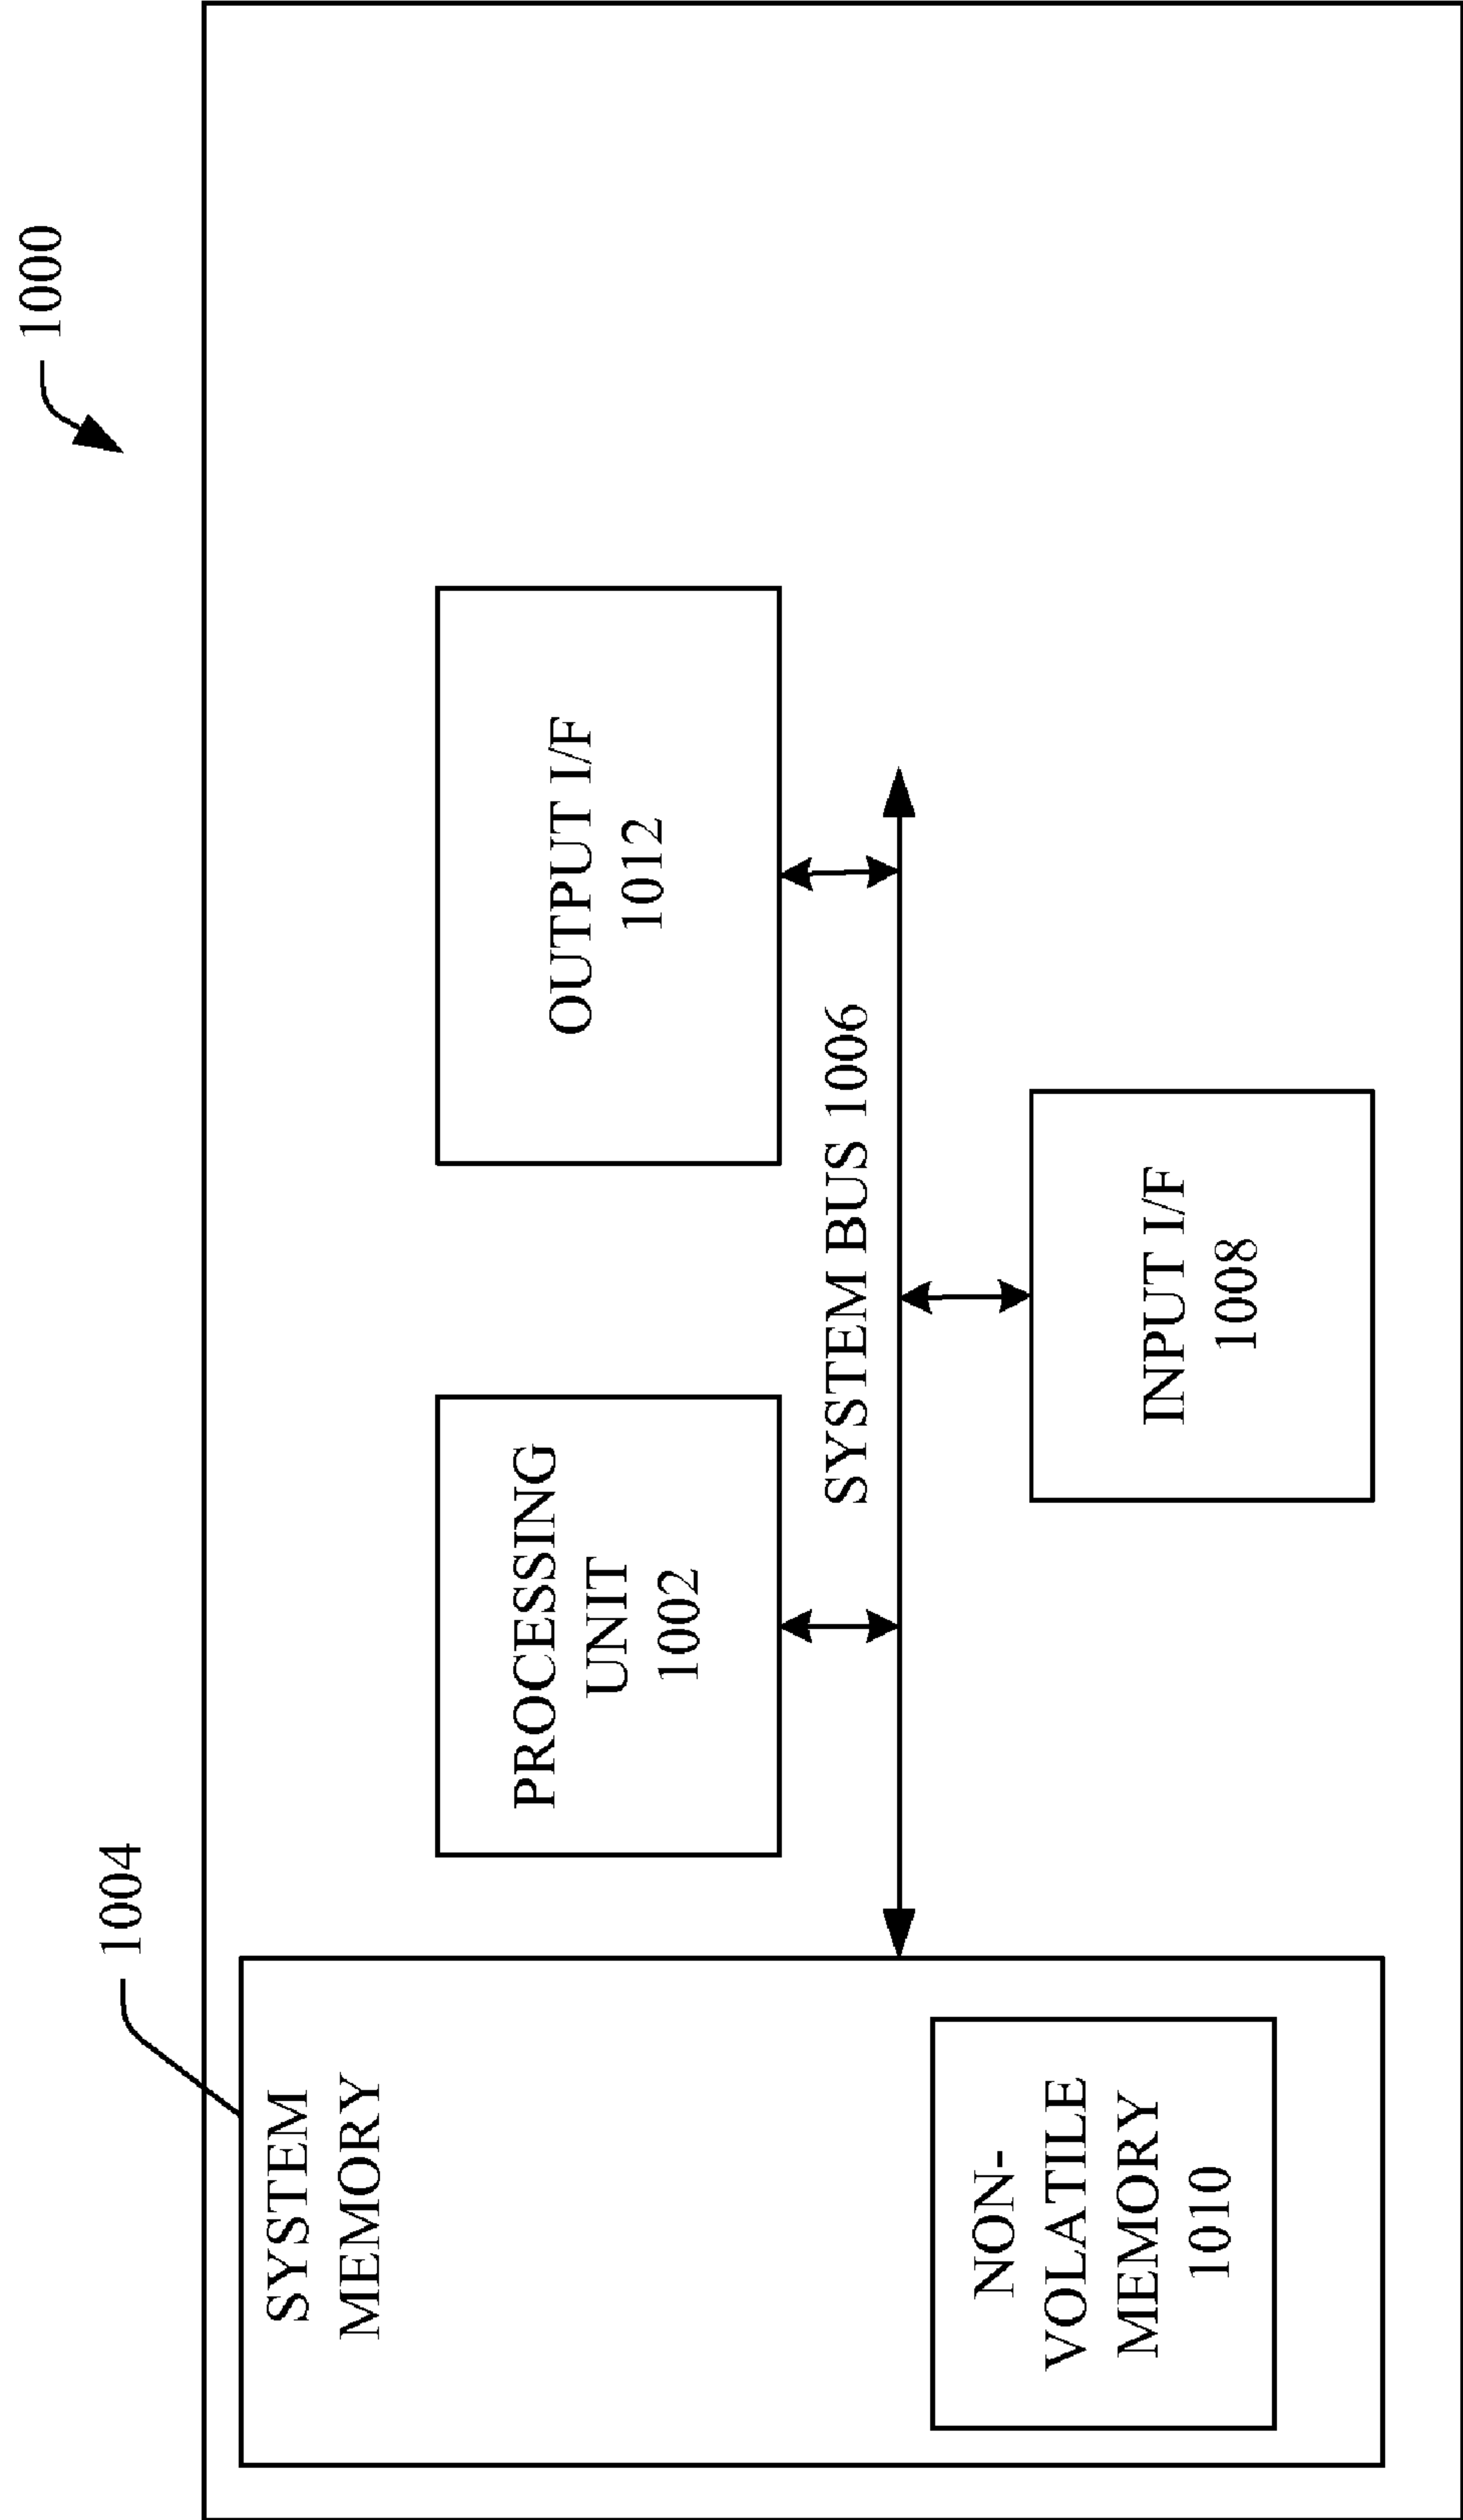 1000
1004
SYSTEM
MEMORY
PROCESSING
UNIT
1002
OUTPUT I/F
1012
SYSTEM BUS 1006
NON-
VOLATILE
MEMORY
1010
INPUT I/F
1008